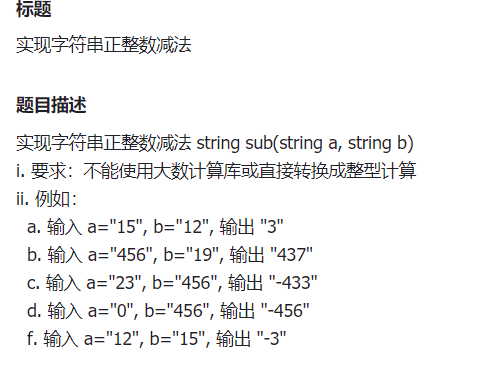 标题
实现字符串正整数减法
题目描述
实现字符串正整数减法 string sub(string a, string b)
i. 要求：不能使用大数计算库或直接转换成整型计算
ii. 例如：
a. 输入 a="15", b="12", 输出 "3"
b. 输入 a="456", b="19", 输出 "437"
c. 输入 a="23", b="456", 输出 "-433"
d. 输入 a="0", b="456", 输出 "-456"
f. 输入 a="12", b="15", 输出 "-3"